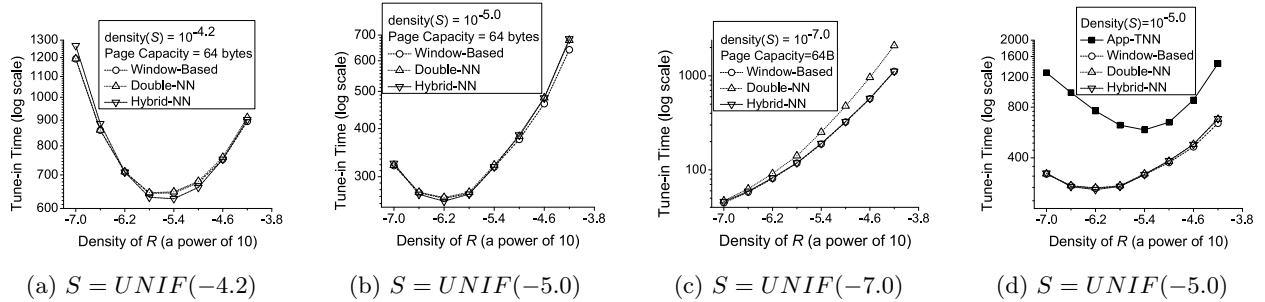 density(S) = 10^-4.2
Page Capacity = 64 bytes
Window-Based
Double-NN
Hybrid-NN
Tune-in Time (log scale)
1300
1200
1100
1000
900
800
700
600
-7.0 -6.2 -5.4 -4.6 -3.8
Density of R (a power of 10)
(a) S = UNIF(−4.2)
density(S) = 10^-5.0
Page Capacity = 64 bytes
Window-Based
Double-NN
Hybrid-NN
Tune-in Time (log scale)
700
500
300
-7.0 -6.2 -5.4 -4.6 -3.8
Density of R (a power of 10)
(b) S = UNIF(−5.0)
density(S) = 10^-7.0
Page Capacity=64B
Window-Based
Double-NN
Hybrid-NN
Tune-in Time (log scale)
1000
100
-7.0 -6.2 -5.4 -4.6 -3.8
Density of R (a power of 10)
(c) S = UNIF(−7.0)
Density(S)=10^-5.0
App-TNN
Window-Based
Double-NN
Hybrid-NN
Tune-in Time (log scale)
2000
1600
1200
800
400
-7.0 -6.2 -5.4 -4.6 -3.8
Density of R (a power of 10)
(d) S = UNIF(−5.0)